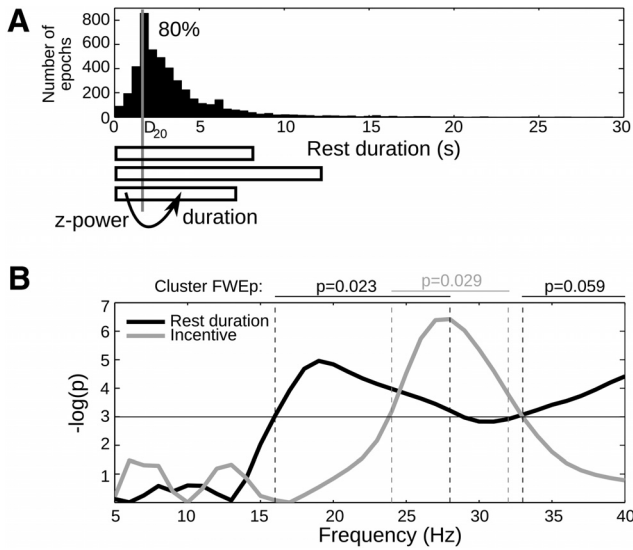 A
Number of
epochs
800
600
400
200
0
80%
0 D20 5 10 15 20 25 30
Rest duration (s)
z-power duration
B
Cluster FWEp: p=0.023 p=0.029 p=0.059
7
6
5
4
3
2
1
-log(p)
Rest duration
Incentive
5 10 15 20 25 30 35 40
Frequency (Hz)